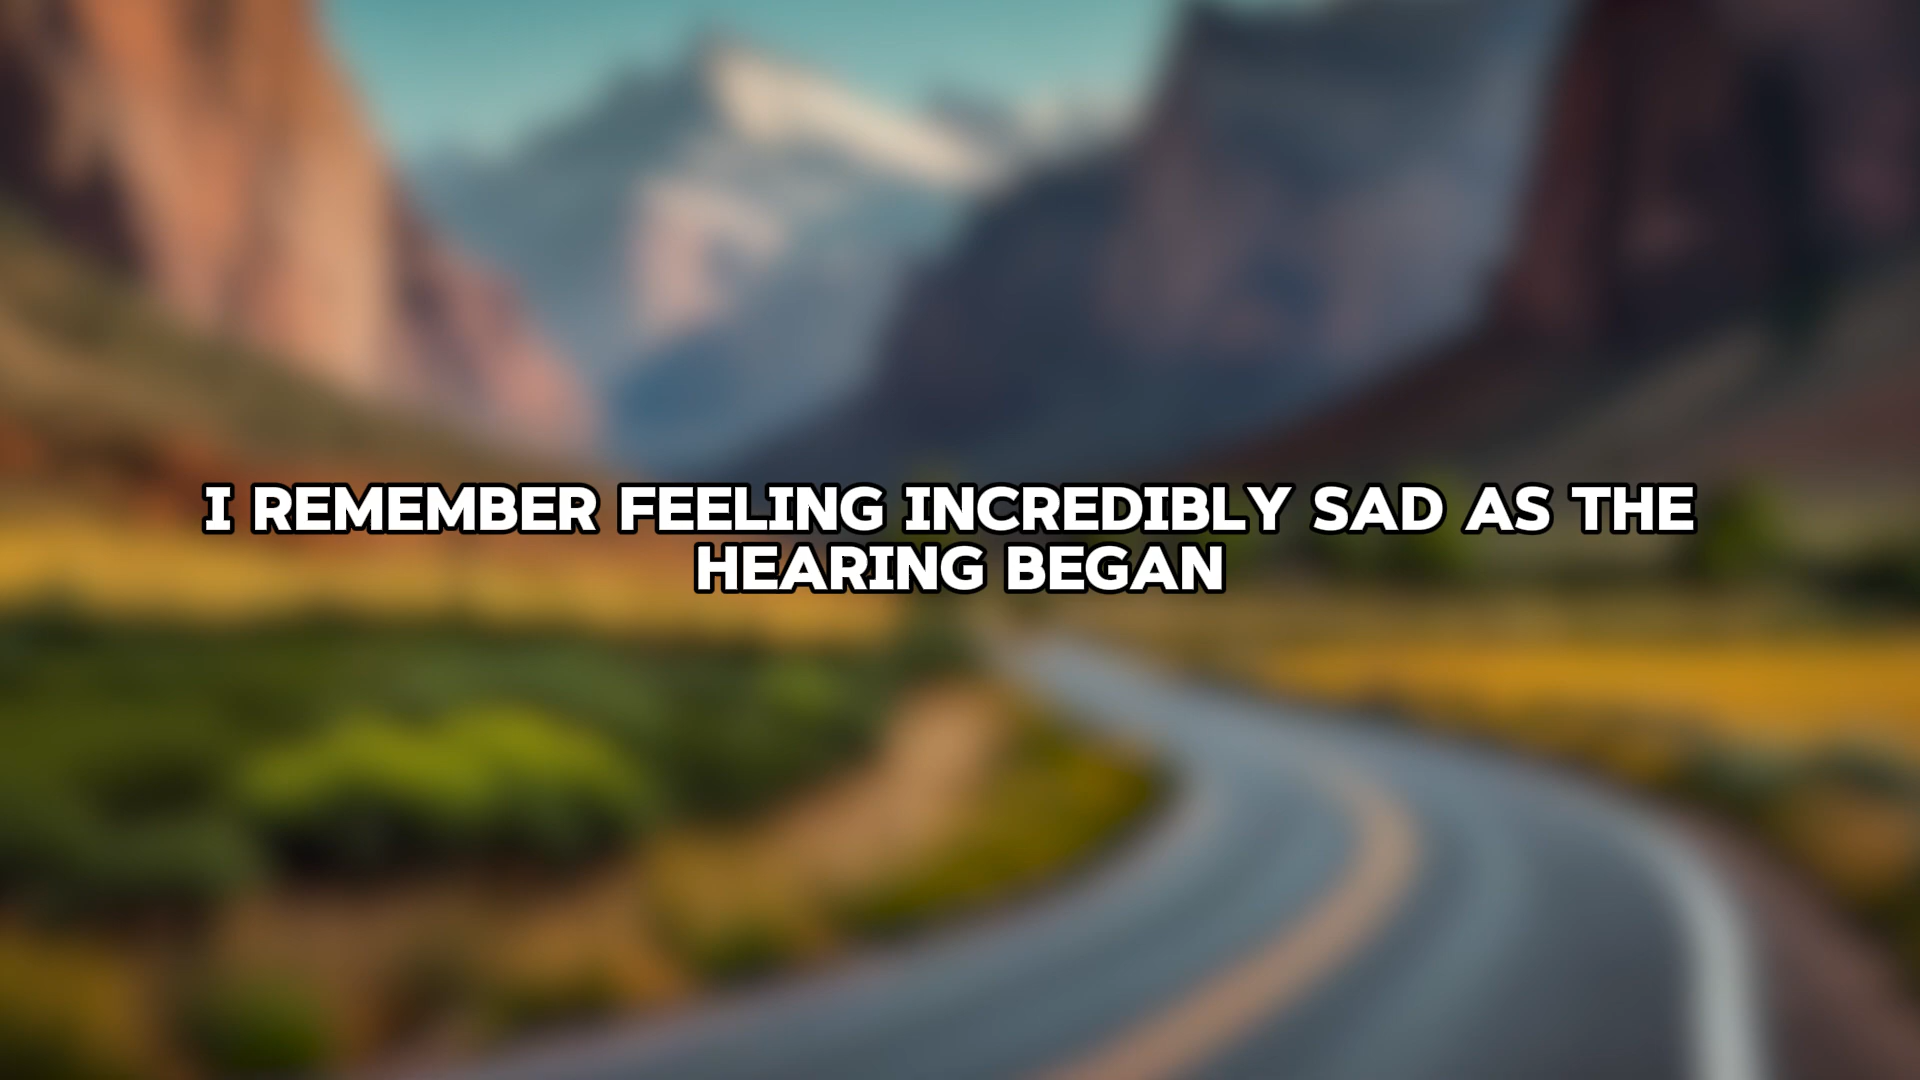 I REMEMBER FEELING INCREDIBLY SAD AS THE
HEARING BEGAN